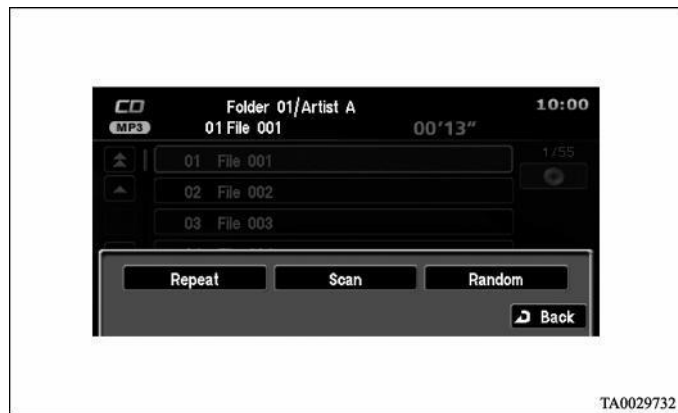 CD Folder 01/Artist A 10:00
MP3 01 File 001 00'13"
01 File 001 1/55
02 File 002
03 File 003
Repeat Scan Random
Back
TA0029732